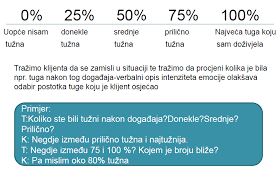 0% 25% 50% 75% 100%
Uopće nisam donekle srednje prilično Najveća tuga koju
tužna tužna tužna tužna sam doživjela
Tražimo klijenta da se zamisli u situaciji te tražimo da procjeni kolika je bila
npr. tuga nakon tog događaja-verbalni opis intenziteta emocije olakšava
odabir postotka tuge koju je klijent osjećao
Primjer:
T:Koliko ste bili tužni nakon događaja?Donekle?Srednje?
Prilično?
K: Negdje između prilično tužna i najtužnija.
T: Negdje između 75 i 100 %? Kojem je broju bliže?
K: Pa mislim oko 80% tužna